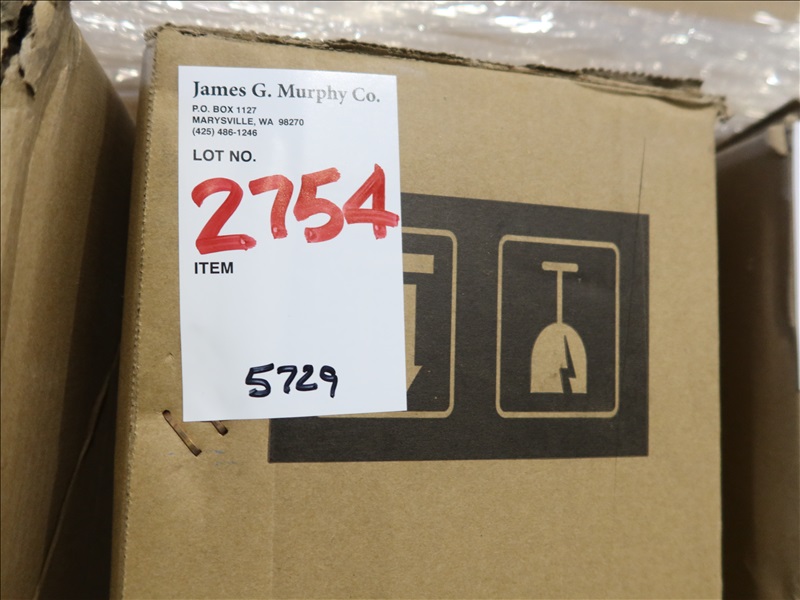 James G. Murphy Co.
P.O. BOX 1127
MARYSVILLE, WA 98270
(425) 486-1246
LOT NO.
2754
ITEM
5729